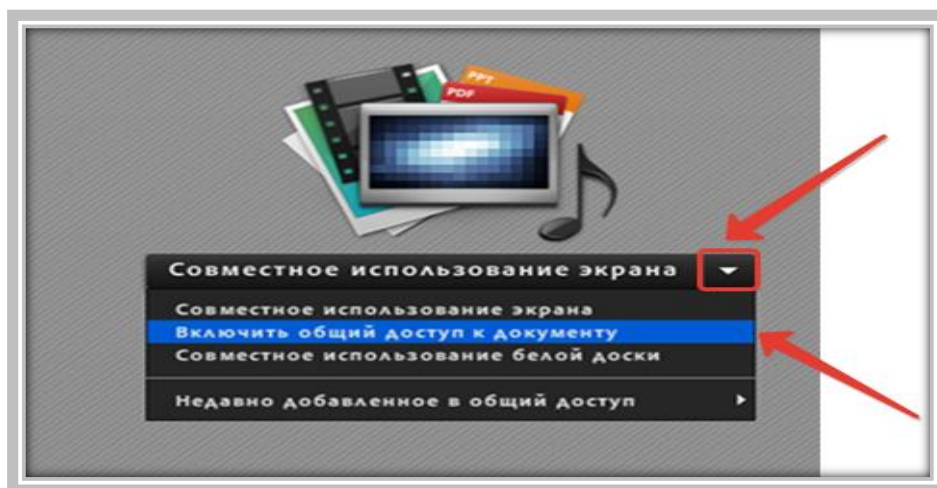 PPT
PDF
Совместное использование экрана
Совместное использование экрана
Включить общий доступ к документу
Совместное использование белой доски
Недавно добавленное в общий доступ